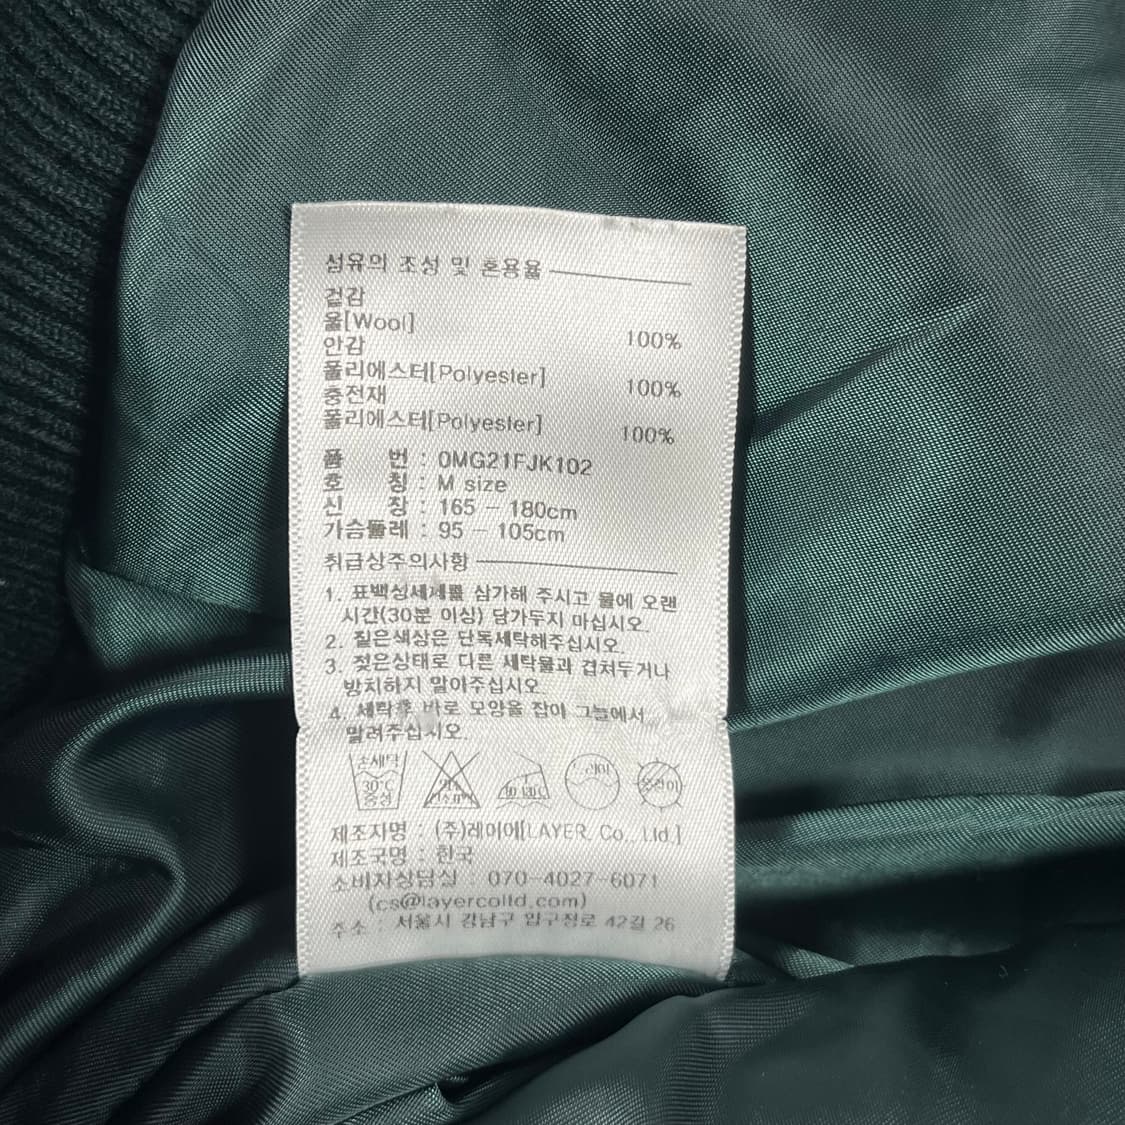 섬유의 조성 및 혼용율
겉감
울[Wool] 100%
안감
폴리에스터[Polyester] 100%
충전재
폴리에스터[Polyester] 100%
품 번 : 0MG21FJK102
호 칭 : M size
신 장 : 165 - 180cm
가슴둘레 : 95 - 105cm
취급상주의사항
1. 표백성세제를 삼가해 주시고 물에 오랜
시간(30분 이상) 담가두지 마십시오.
2. 짙은색상은 단독세탁해주십시오.
3. 젖은상태로 다른 세탁물과 겹쳐두거나
방치하지 말아주십시오.
4. 세탁후 바로 모양을 잡아 그늘에서
말려주십시오.
손세탁
30℃
중성
드라이
제조자명 : (주)레이어[LAYER. Co., Ltd.]
제조국명 : 한국
소비자상담실 : 070-4027-6071
(cs@layercoltd.com)
주소 : 서울시 강남구 압구정로 42길 26